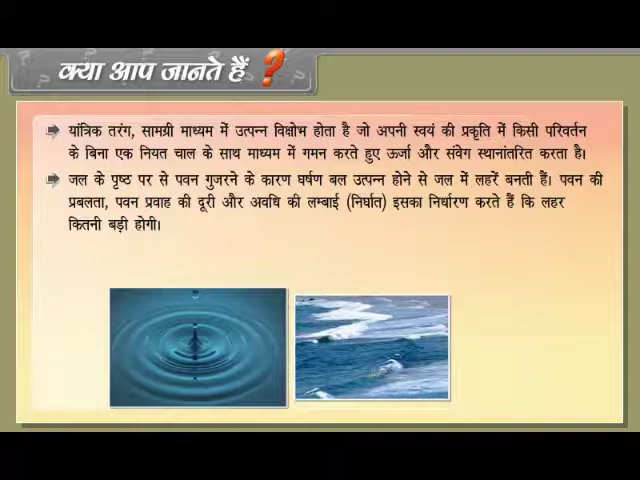 क्या आप जानते हैं ?
यांत्रिक तरंग, सामग्री माध्यम में उत्पन्न विक्षोभ होता है जो अपनी स्वयं की प्रकृति में किसी परिवर्तन
के बिना एक नियत चाल के साथ माध्यम में गमन करते हुए ऊर्जा और संवेग स्थानांतरित करता है।
जल के पृष्ठ पर से पवन गुजरने के कारण घर्षण बल उत्पन्न होने से जल में लहरें बनती हैं। पवन की
प्रबलता, पवन प्रवाह की दूरी और अवधि की लम्बाई (निर्घात) इसका निर्धारण करते हैं कि लहर
कितनी बड़ी होगी।